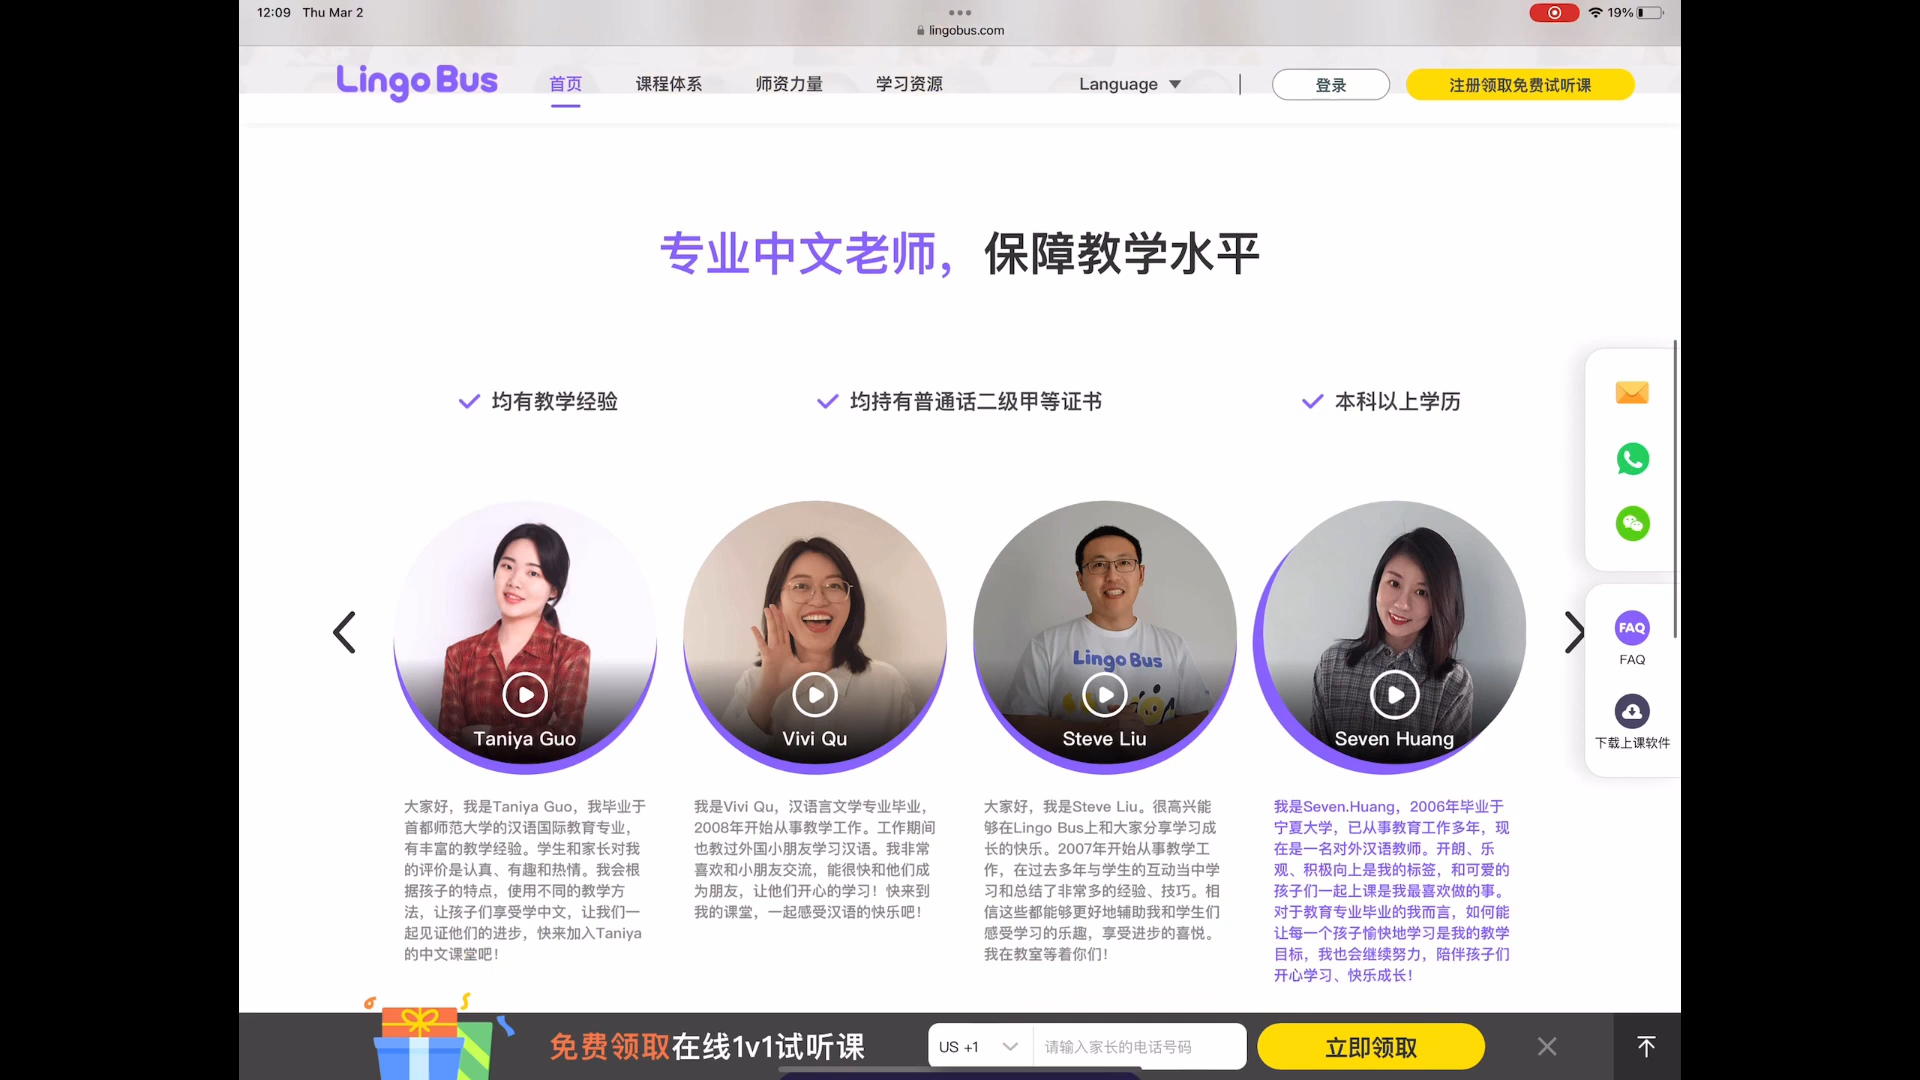 12:09 Thu Mar 2
19%
lingobus.com
Lingo Bus
首页
课程体系
师资力量
学习资源
Language
登录
注册领取免费试听课
专业中文老师，保障教学水平
均有教学经验
均持有普通话二级甲等证书
本科以上学历
Lingo Bus
Taniya Guo
Vivi Qu
Steve Liu
Seven Huang
大家好，我是Taniya Guo，我毕业于
首都师范大学的汉语国际教育专业，
有丰富的教学经验。学生和家长对我
的评价是认真、有趣和热情。我会根
据孩子的特点，使用不同的教学方
法，让孩子们享受学中文，让我们一
起见证他们的进步，快来加入Taniya
的中文课堂吧！
我是Vivi Qu，汉语言文学专业毕业，
2008年开始从事教学工作。工作期间
也教过外国小朋友学习汉语。我非常
喜欢和小朋友交流，能很快和他们成
为朋友，让他们开心的学习！快来到
我的课堂，一起感受汉语的快乐吧！
大家好，我是Steve Liu。很高兴能
够在Lingo Bus上和大家分享学习成
长的快乐。2007年开始从事教学工
作，在过去多年与学生的互动当中学
习和总结了非常多的经验、技巧。相
信这些都能够更好地辅助我和学生们
感受学习的乐趣，享受进步的喜悦。
我在教室等着你们！
我是Seven.Huang，2006年毕业于
宁夏大学，已从事教育工作多年，现
在是一名对外汉语教师。开朗、乐
观、积极向上是我的标签，和可爱的
孩子们一起上课是我最喜欢做的事。
对于教育专业毕业的我而言，如何能
让每一个孩子愉快地学习是我的教学
目标，我也会继续努力，陪伴孩子们
开心学习、快乐成长！
FAQ
FAQ
下载上课软件
免费领取在线1v1试听课
US +1
请输入家长的电话号码
立即领取